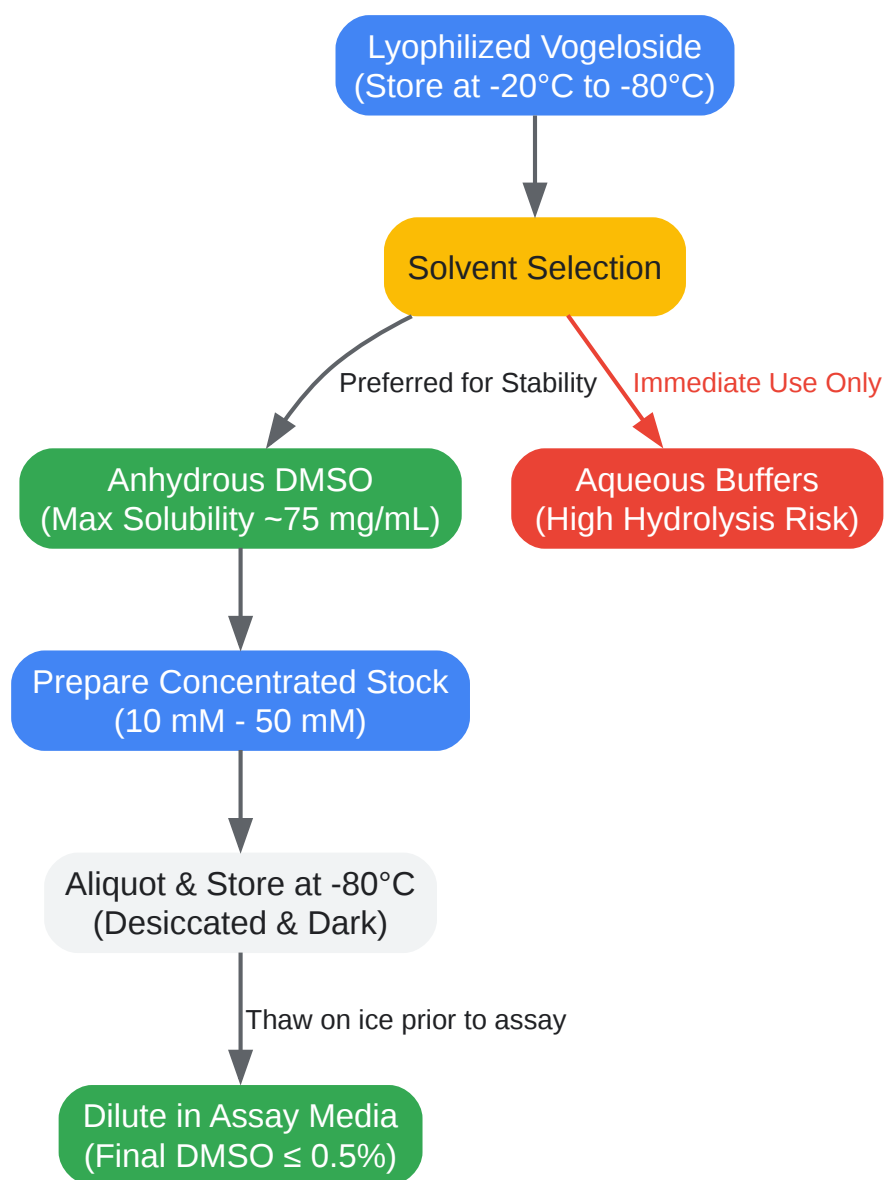 Lyophilized Vogeloside
(Store at -20°C to -80°C)
Solvent Selection
Preferred for Stability
Immediate Use Only
Anhydrous DMSO
(Max Solubility ~75 mg/mL)
Aqueous Buffers
(High Hydrolysis Risk)
Prepare Concentrated Stock
(10 mM - 50 mM)
Aliquot & Store at -80°C
(Desiccated & Dark)
Thaw on ice prior to assay
Dilute in Assay Media
(Final DMSO ≤ 0.5%)